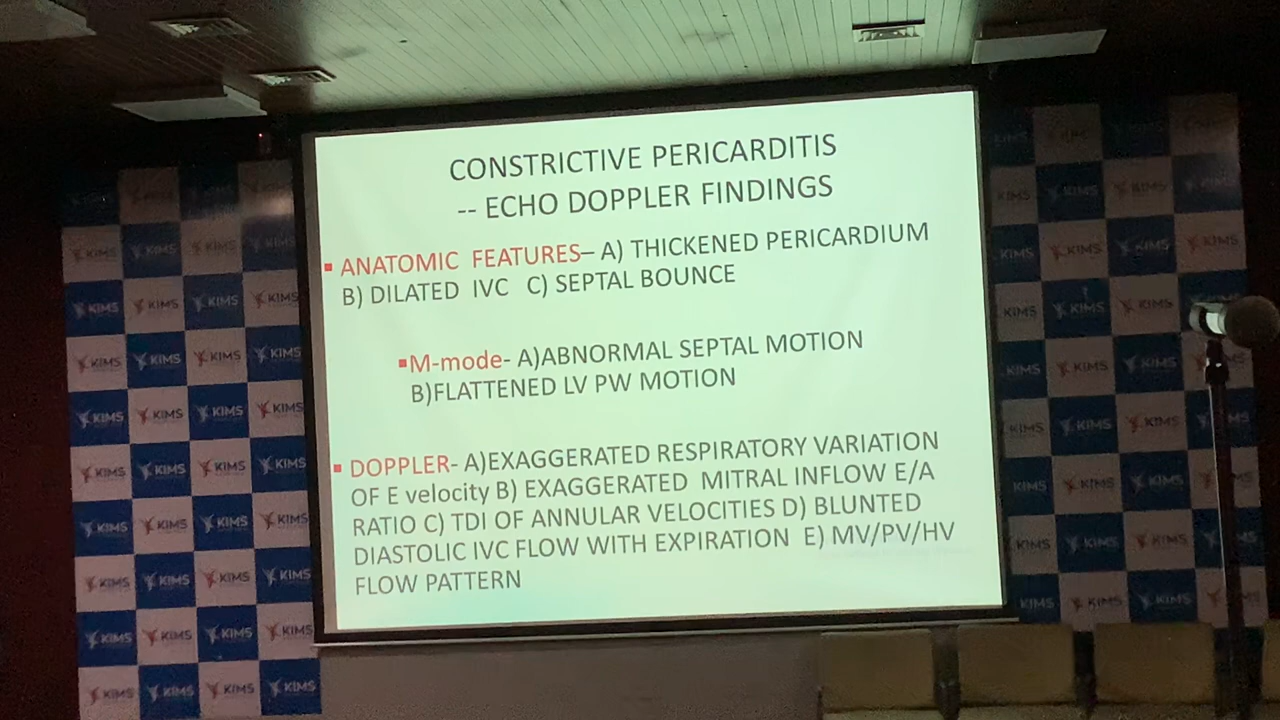 CONSTRICTIVE PERICARDITIS
-- ECHO DOPPLER FINDINGS
▪ ANATOMIC FEATURES– A) THICKENED PERICARDIUM
B) DILATED IVC C) SEPTAL BOUNCE
▪M-mode- A)ABNORMAL SEPTAL MOTION
B)FLATTENED LV PW MOTION
▪ DOPPLER- A)EXAGGERATED RESPIRATORY VARIATION
OF E velocity B) EXAGGERATED MITRAL INFLOW E/A
RATIO C) TDI OF ANNULAR VELOCITIES D) BLUNTED
DIASTOLIC IVC FLOW WITH EXPIRATION E) MV/PV/HV
FLOW PATTERN
KIMS